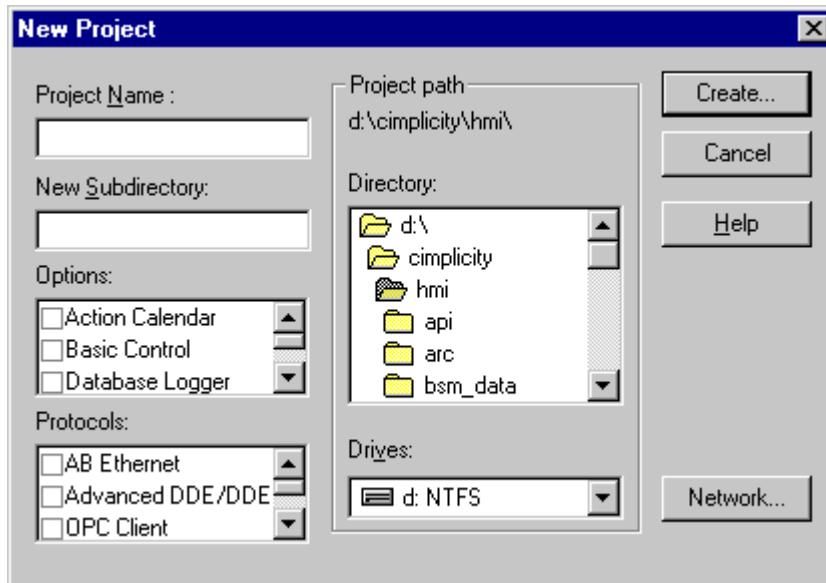 New Project
Project Name :
New Subdirectory:
Options:
Action Calendar
Basic Control
Database Logger
Protocols:
AB Ethernet
Advanced DDE/DDE
OPC Client
Project path
d:\cimplicity\hmi\
Directory:
d:\
cimplicity
hmi
api
arc
bsm_data
Drives:
d: NTFS
Create...
Cancel
Help
Network...